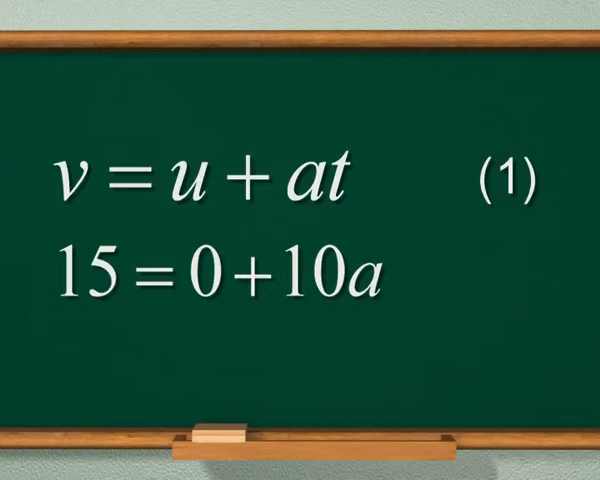 v = u + at (1)
15 = 0 + 10a